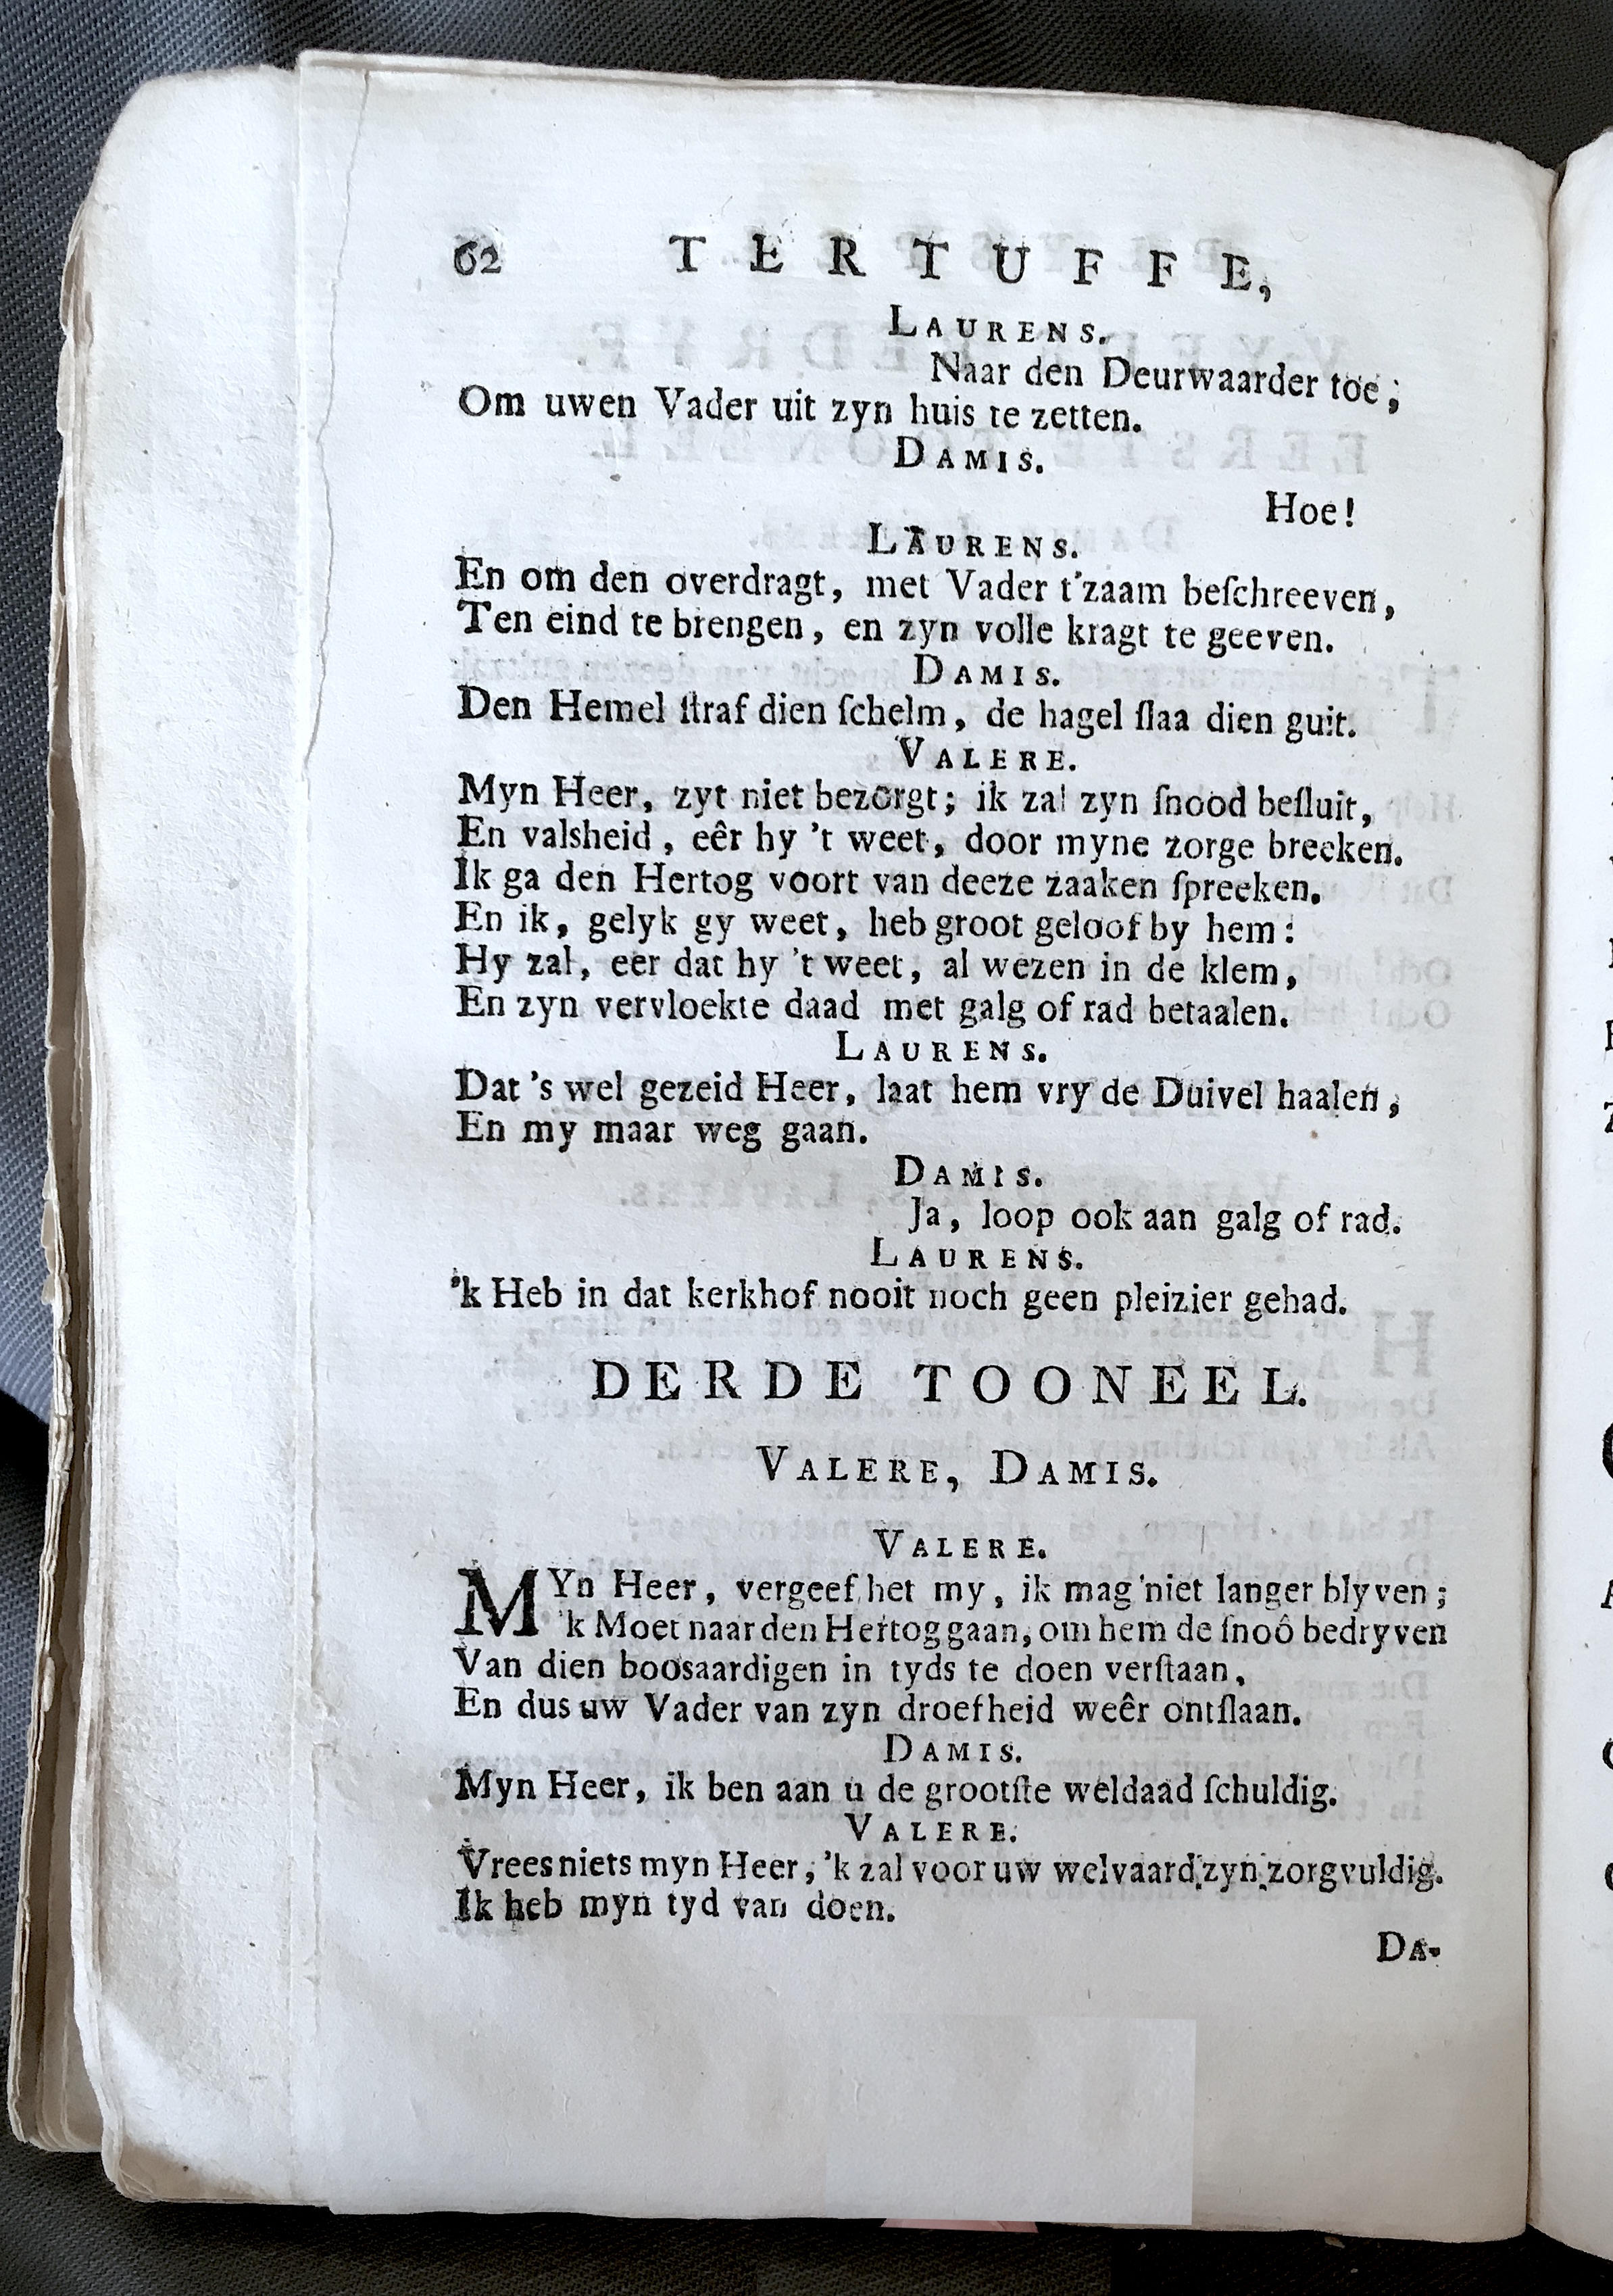 62 TERTUFFE,
LAURENS.
Naar den Deurwaarder toe;
Om uwen Vader uit zyn huis te zetten.
DAMIS.
Hoe!
LAURENS.
En om den overdragt, met Vader t'zaam beſchreeven,
Ten eind te brengen, en zyn volle kragt te geeven.
DAMIS.
Den Hemel ſtraf dien ſchelm, de hagel ſlaa dien guit.
VALERE.
Myn Heer, zyt niet bezorgt; ik zal zyn ſnood beſluit,
En valsheid, eêr hy 't weet, door myne zorge breeken.
Ik ga den Hertog voort van deeze zaaken ſpreeken.
En ik, gelyk gy weet, heb groot geloof by hem:
Hy zal, eer dat hy 't weet, al wezen in de klem,
En zyn vervloekte daad met galg of rad betaalen.
LAURENS.
Dat 's wel gezeid Heer, laat hem vry de Duivel haalen,
En my maar weg gaan.
DAMIS.
Ja, loop ook aan galg of rad.
LAURENS.
'k Heb in dat kerkhof nooit noch geen pleizier gehad.
DERDE TOONEEL.
VALERE, DAMIS.
VALERE.
MYn Heer, vergeef het my, ik mag niet langer blyven;
'k Moet naar den Hertog gaan, om hem de ſnoô bedryven
Van dien boosaardigen in tyds te doen verſtaan,
En dus uw Vader van zyn droefheid weêr ontſlaan.
DAMIS.
Myn Heer, ik ben aan u de grootſte weldaad ſchuldig.
VALERE.
Vrees niets myn Heer, 'k zal voor uw welvaard zyn zorgvuldig.
Ik heb myn tyd van doen.
DA-